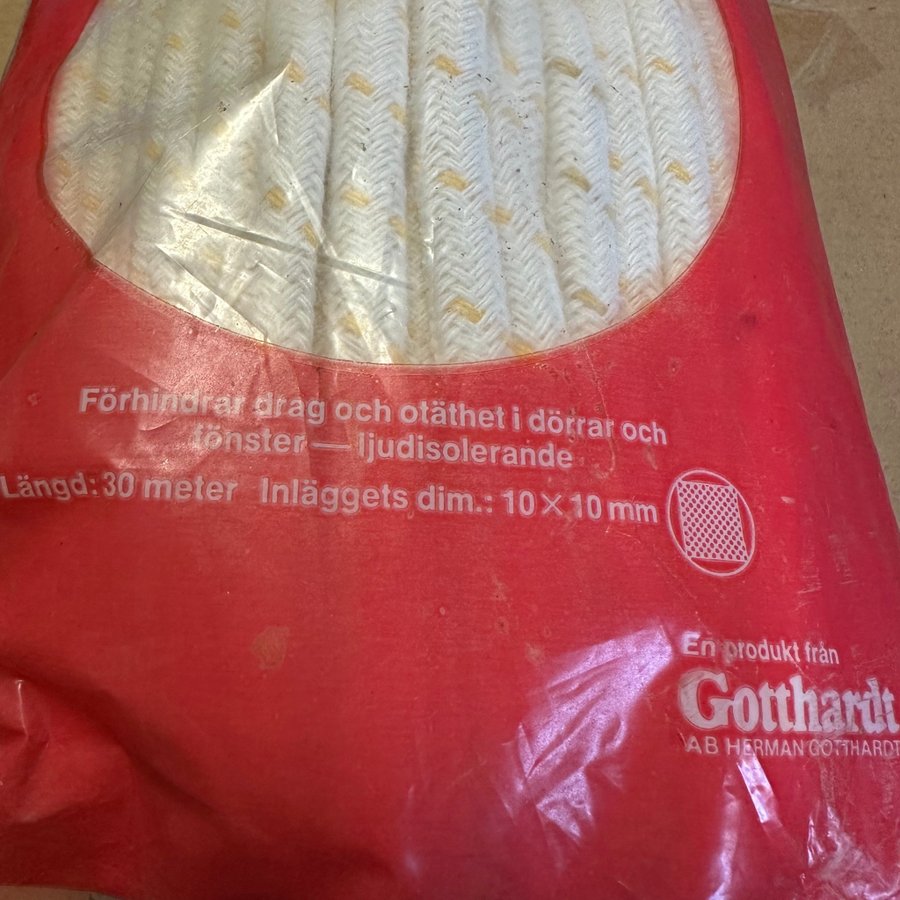 Förhindrar drag och otäthet i dörrar och
fönster — ljudisolerande
Längd: 30 meter Inläggets dim.: 10 × 10 mm
En produkt från
Gotthardt
AB HERMAN GOTTHARDT